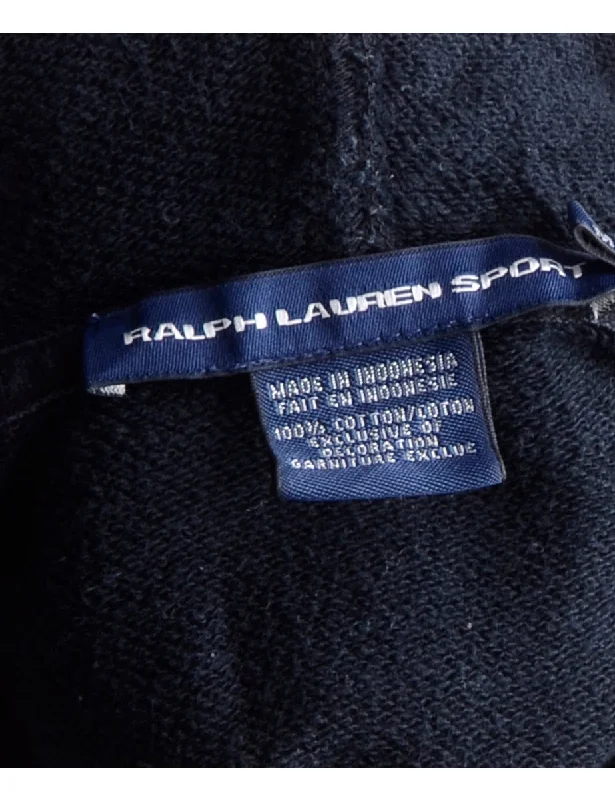 RALPH LAUREN SPORT
MADE IN INDONESIA
FAIT EN INDONESIE
100% COTTON/COTON
EXCLUSIVE OF
DECORATION
GARNITURE EXCLUE